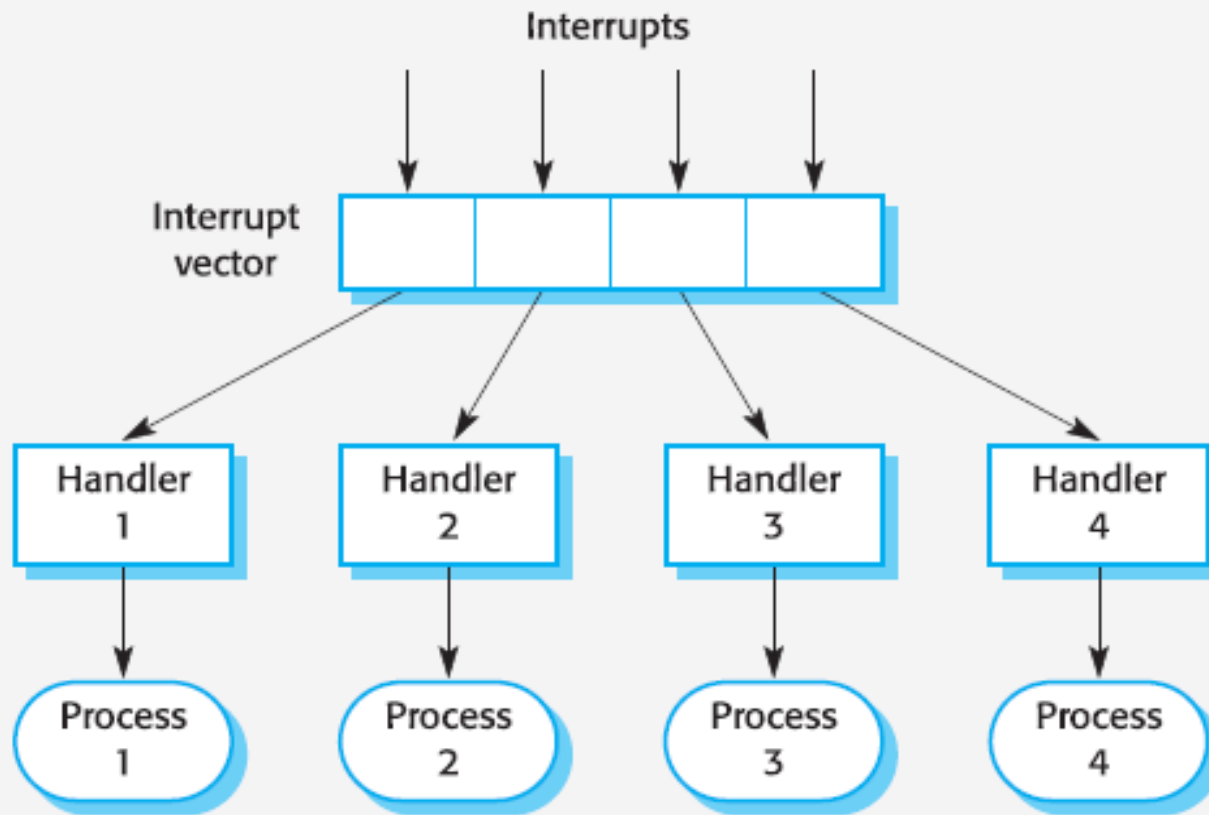 Interrupts
Interrupt
vector
Handler
1
Handler
2
Handler
3
Handler
4
Process
1
Process
2
Process
3
Process
4